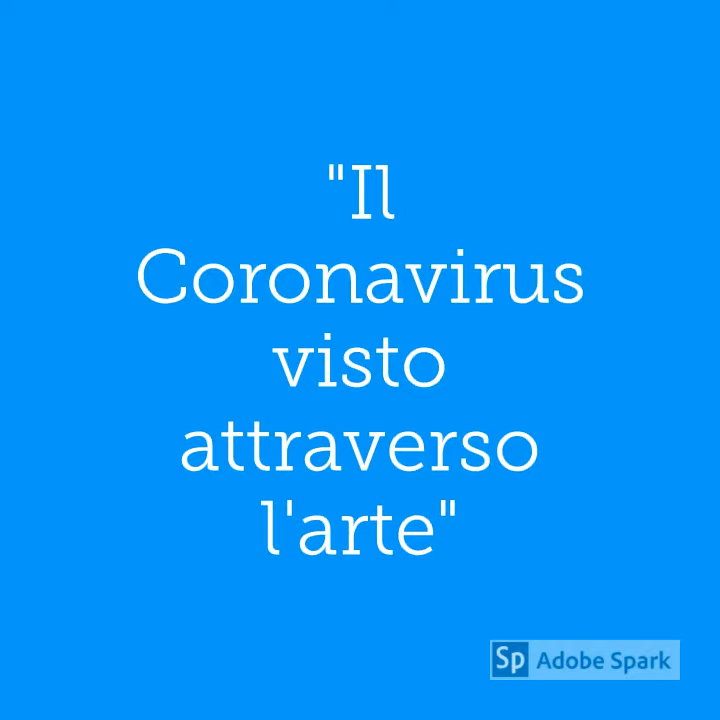 "Il
Coronavirus
visto
attraverso
l'arte"
Sp Adobe Spark